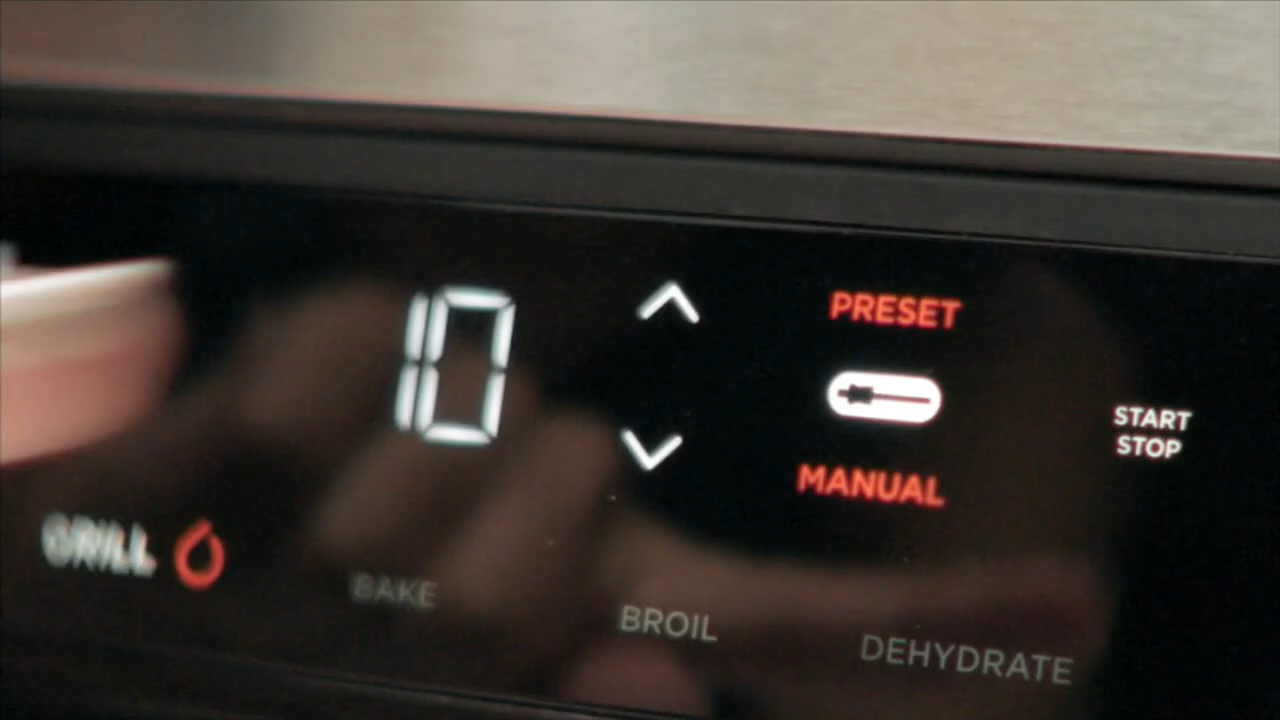 10
PRESET
MANUAL
START
STOP
GRILL
BAKE
BROIL
DEHYDRATE